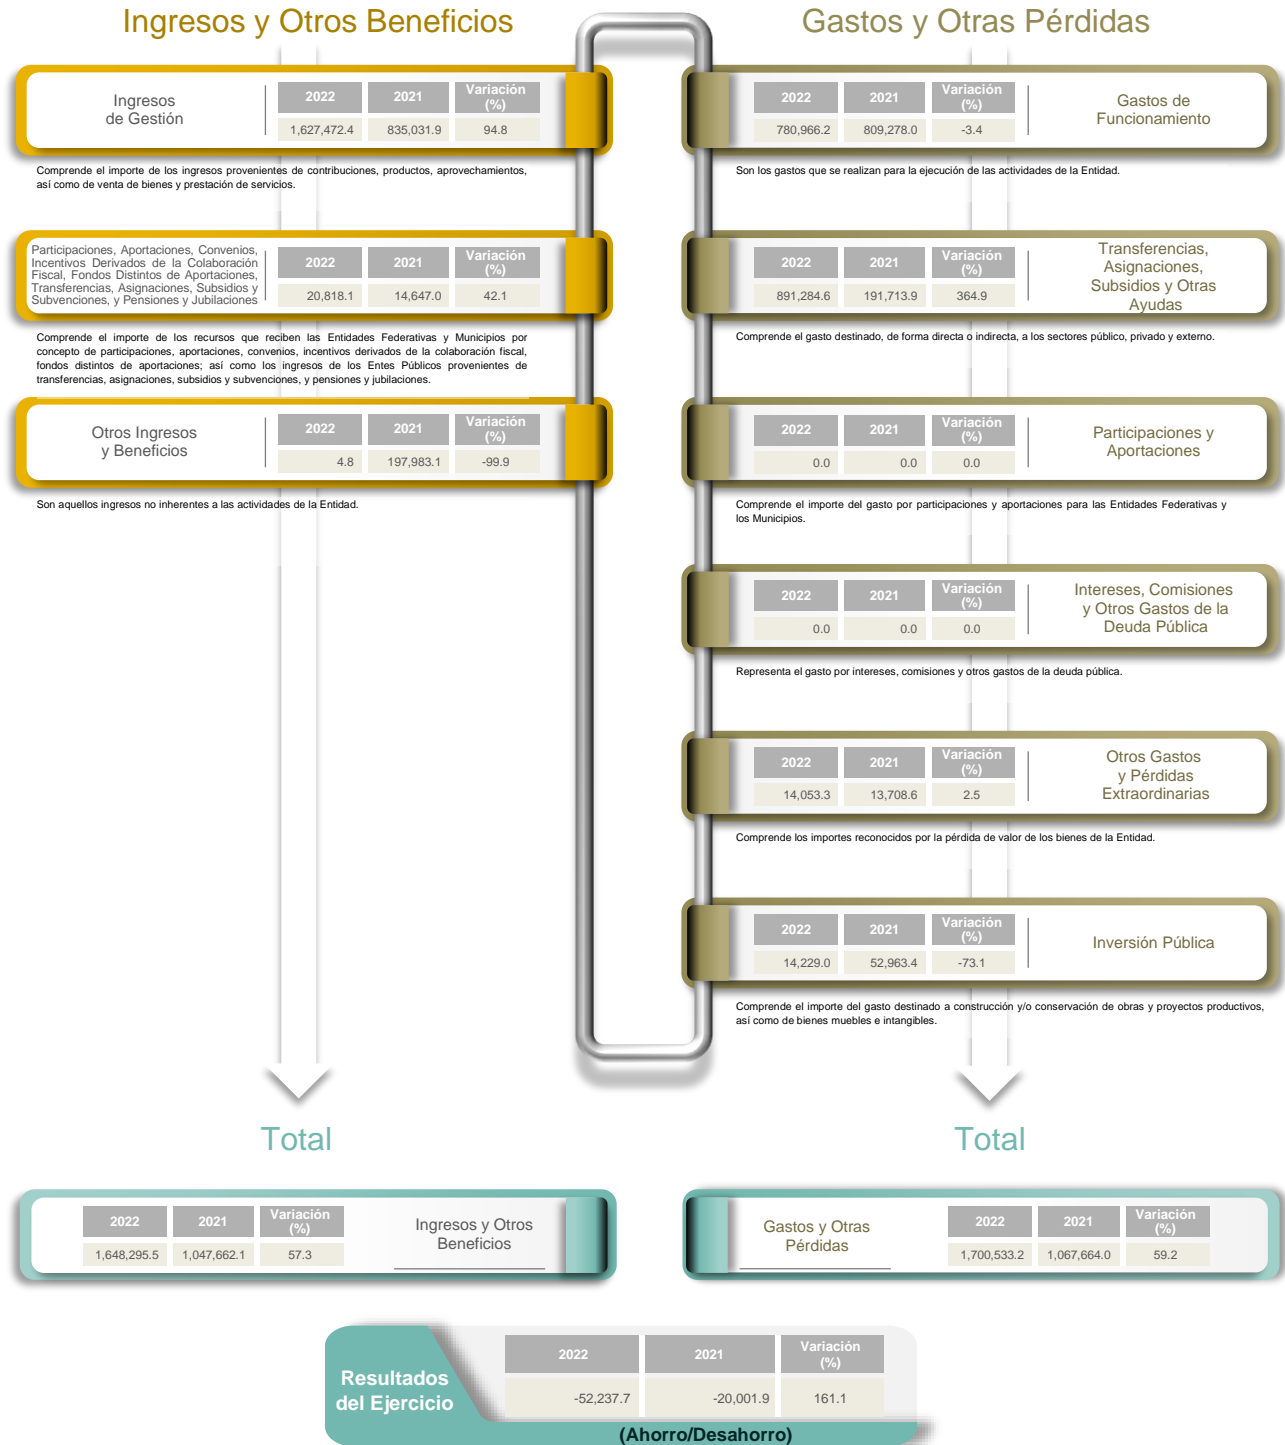 Ingresos y Otros Beneficios
Ingresos
de Gestión
2022 2021 Variación
(%)
1,627,472.4 835,031.9 94.8
Comprende el importe de los ingresos provenientes de contribuciones, productos, aprovechamientos,
así como de venta de bienes y prestación de servicios.
Participaciones, Aportaciones, Convenios,
Incentivos Derivados de la Colaboración
Fiscal, Fondos Distintos de Aportaciones,
Transferencias, Asignaciones, Subsidios y
Subvenciones, y Pensiones y Jubilaciones
2022 2021 Variación
(%)
20,818.1 14,647.0 42.1
Comprende el importe de los recursos que reciben las Entidades Federativas y Municipios por
concepto de participaciones, aportaciones, convenios, incentivos derivados de la colaboración fiscal,
fondos distintos de aportaciones; así como los ingresos de los Entes Públicos provenientes de
transferencias, asignaciones, subsidios y subvenciones, y pensiones y jubilaciones.
Otros Ingresos
y Beneficios
2022 2021 Variación
(%)
4.8 197,983.1 -99.9
Son aquellos ingresos no inherentes a las actividades de la Entidad.
Gastos y Otras Pérdidas
2022 2021 Variación
(%)
780,966.2 809,278.0 -3.4
Gastos de
Funcionamiento
Son los gastos que se realizan para la ejecución de las actividades de la Entidad.
2022 2021 Variación
(%)
891,284.6 191,713.9 364.9
Transferencias,
Asignaciones,
Subsidios y Otras
Ayudas
Comprende el gasto destinado, de forma directa o indirecta, a los sectores público, privado y externo.
2022 2021 Variación
(%)
0.0 0.0 0.0
Participaciones y
Aportaciones
Comprende el importe del gasto por participaciones y aportaciones para las Entidades Federativas y
los Municipios.
2022 2021 Variación
(%)
0.0 0.0 0.0
Intereses, Comisiones
y Otros Gastos de la
Deuda Pública
Representa el gasto por intereses, comisiones y otros gastos de la deuda pública.
2022 2021 Variación
(%)
14,053.3 13,708.6 2.5
Otros Gastos
y Pérdidas
Extraordinarias
Comprende los importes reconocidos por la pérdida de valor de los bienes de la Entidad.
2022 2021 Variación
(%)
14,229.0 52,963.4 -73.1
Inversión Pública
Comprende el importe del gasto destinado a construcción y/o conservación de obras y proyectos productivos,
así como de bienes muebles e intangibles.
Total
2022 2021 Variación
(%)
1,648,295.5 1,047,662.1 57.3
Ingresos y Otros
Beneficios
Total
Gastos y Otras
Pérdidas
2022 2021 Variación
(%)
1,700,533.2 1,067,664.0 59.2
Resultados
del Ejercicio
2022 2021 Variación
(%)
-52,237.7 -20,001.9 161.1
(Ahorro/Desahorro)